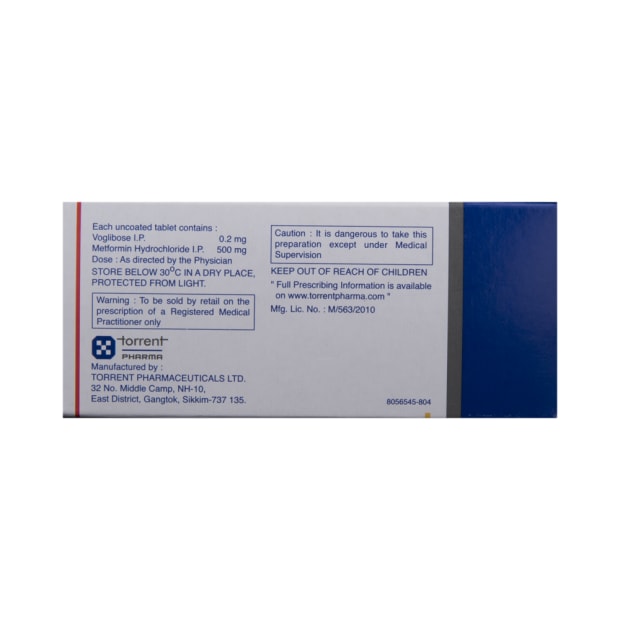 Each uncoated tablet contains :
Voglibose I.P. 0.2 mg
Metformin Hydrochloride I.P. 500 mg
Dose : As directed by the Physician
STORE BELOW 30°C IN A DRY PLACE,
PROTECTED FROM LIGHT.
Warning : To be sold by retail on the
prescription of a Registered Medical
Practitioner only
torrent
PHARMA
Manufactured by :
TORRENT PHARMACEUTICALS LTD.
32 No. Middle Camp, NH-10,
East District, Gangtok, Sikkim-737 135.
Caution : It is dangerous to take this
preparation except under Medical
Supervision
KEEP OUT OF REACH OF CHILDREN
" Full Prescribing Information is available
on www.torrentpharma.com "
Mfg. Lic. No. : M/563/2010
8056545-804